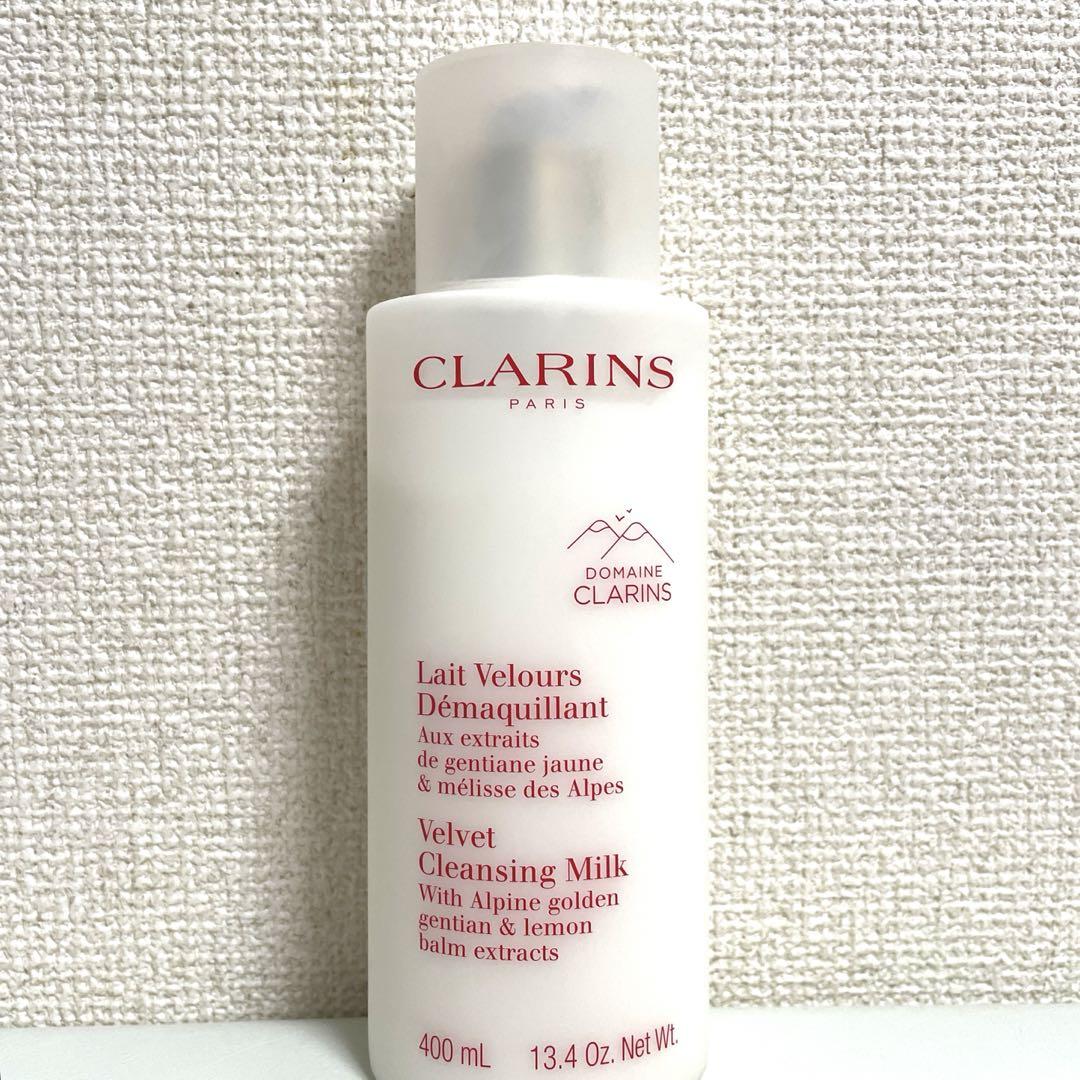 CLARINS
PARIS
DOMAINE
CLARINS
Lait Velours
Démaquillant
Aux extraits
de gentiane jaune
& mélisse des Alpes
Velvet
Cleansing Milk
With Alpine golden
gentian & lemon
balm extracts
400 mL 13.4 Oz. Net Wt.